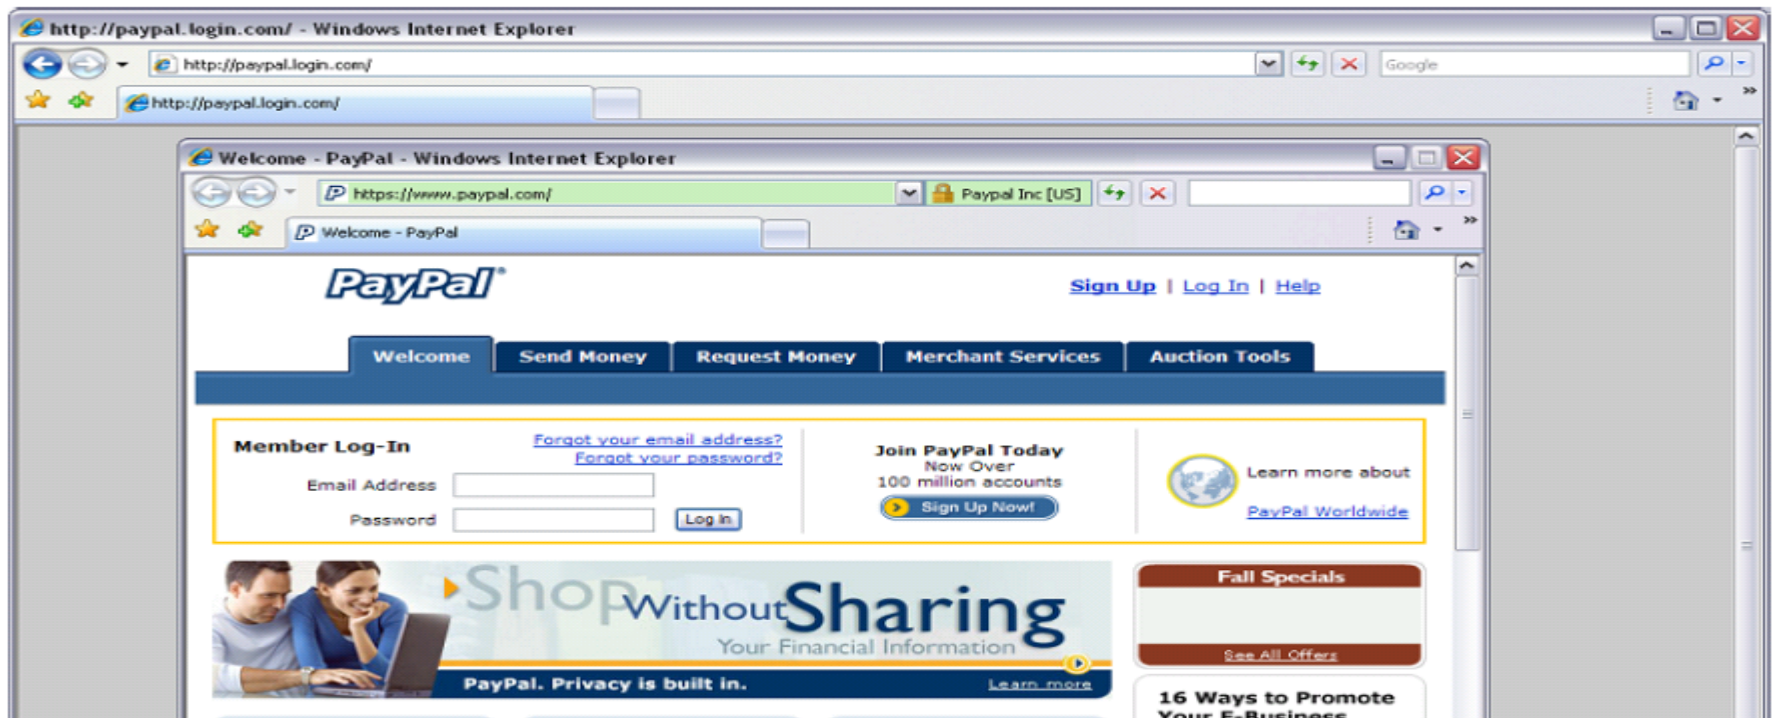 http://paypal.login.com/ - Windows Internet Explorer
http://paypal.login.com/
Google
http://paypal.login.com/
Welcome - PayPal - Windows Internet Explorer
https://www.paypal.com/
Paypal Inc [US]
Welcome - PayPal
PayPal
Sign Up | Log In | Help
Welcome
Send Money
Request Money
Merchant Services
Auction Tools
Member Log-In
Forgot your email address?
Forgot your password?
Email Address
Password
Log In
Join PayPal Today
Now Over
100 million accounts
Sign Up Now!
Learn more about
PayPal Worldwide
Shop Without Sharing
Your Financial Information
PayPal. Privacy is built in.
Learn more
Fall Specials
See All Offers
16 Ways to Promote
Your E-Business